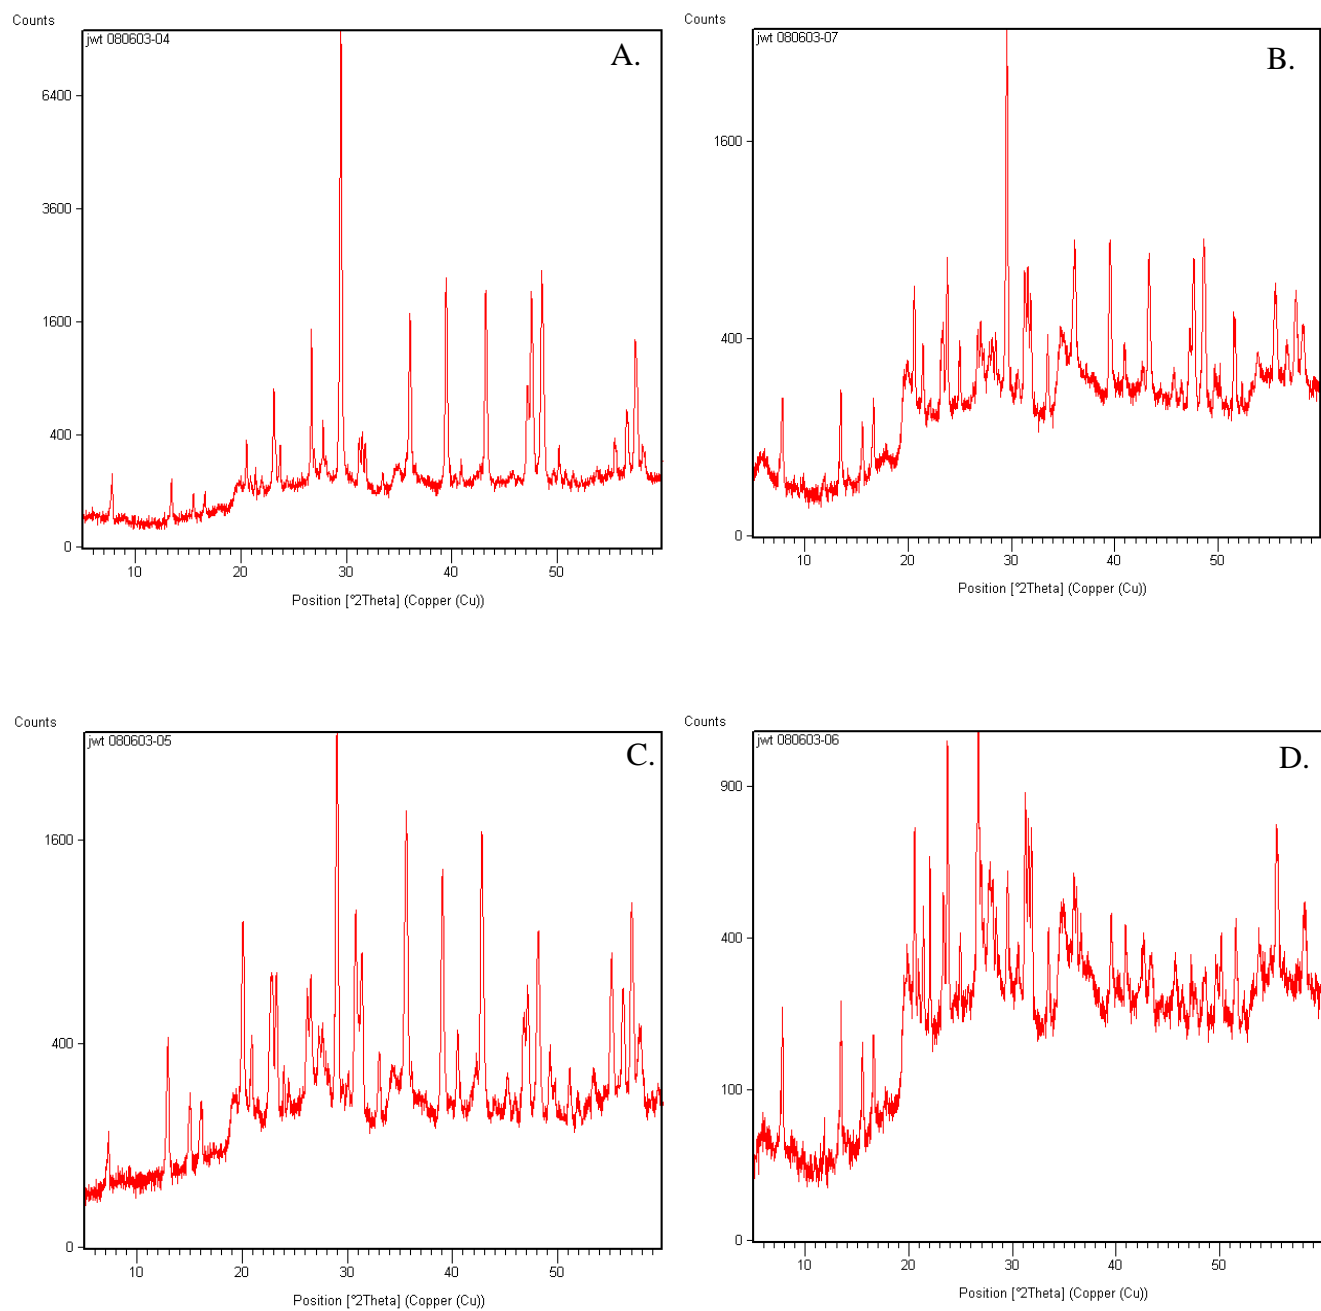 Counts
jwt 080603-04
A.
6400
3600
1600
400
0
10 20 30 40 50
Position [°2Theta] (Copper (Cu))
Counts
jwt 080603-07
B.
1600
400
0
10 20 30 40 50
Position [°2Theta] (Copper (Cu))
Counts
jwt 080603-05
C.
1600
400
0
10 20 30 40 50
Position [°2Theta] (Copper (Cu))
Counts
jwt 080603-06
D.
900
400
100
0
10 20 30 40 50
Position [°2Theta] (Copper (Cu))